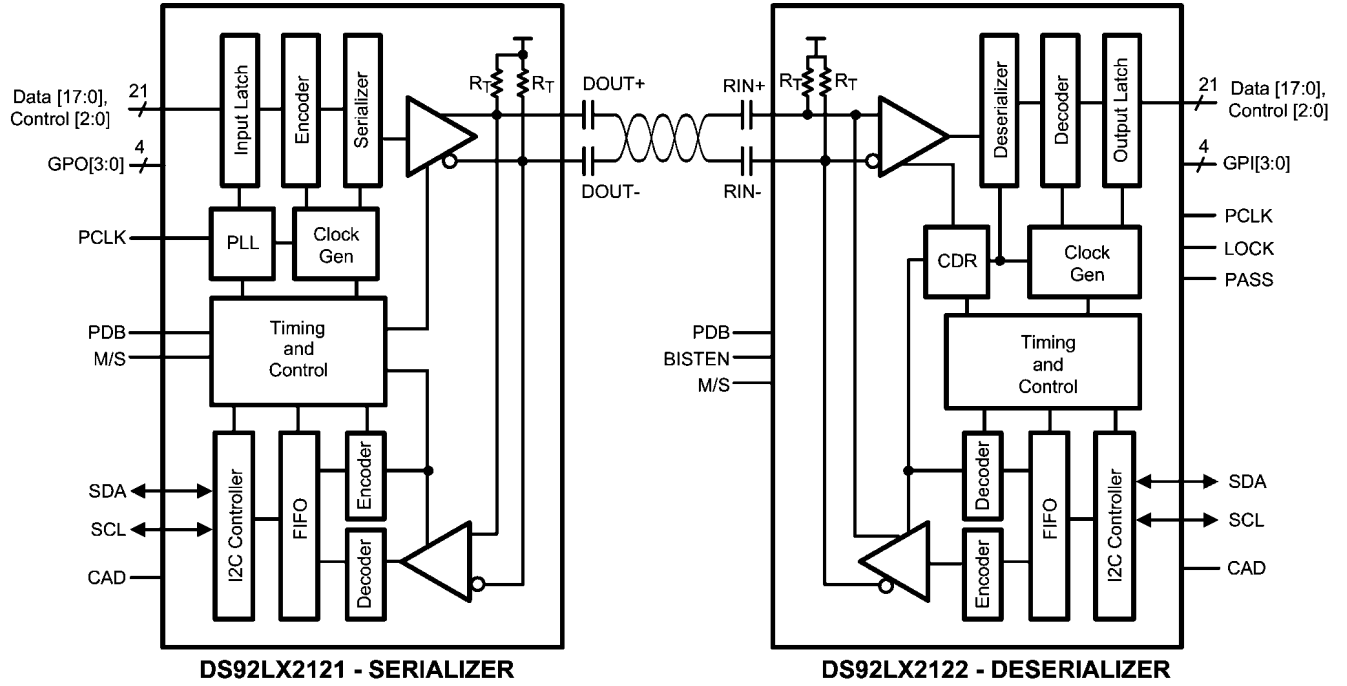 21
Data [17:0],
Control [2:0]
4
GPO[3:0]
PCLK
PDB
M/S
SDA
SCL
CAD
Input Latch
Encoder
Serializer
PLL
Clock
Gen
Timing
and
Control
I2C Controller
FIFO
Encoder
Decoder
RT
RT
DOUT+
DOUT-
RIN+
RIN-
RT
RT
PDB
BISTEN
M/S
Deserializer
Decoder
Output Latch
CDR
Clock
Gen
Timing
and
Control
Decoder
Encoder
FIFO
I2C Controller
21
Data [17:0],
Control [2:0]
4
GPI[3:0]
PCLK
LOCK
PASS
SDA
SCL
CAD
DS92LX2121 - SERIALIZER
DS92LX2122 - DESERIALIZER